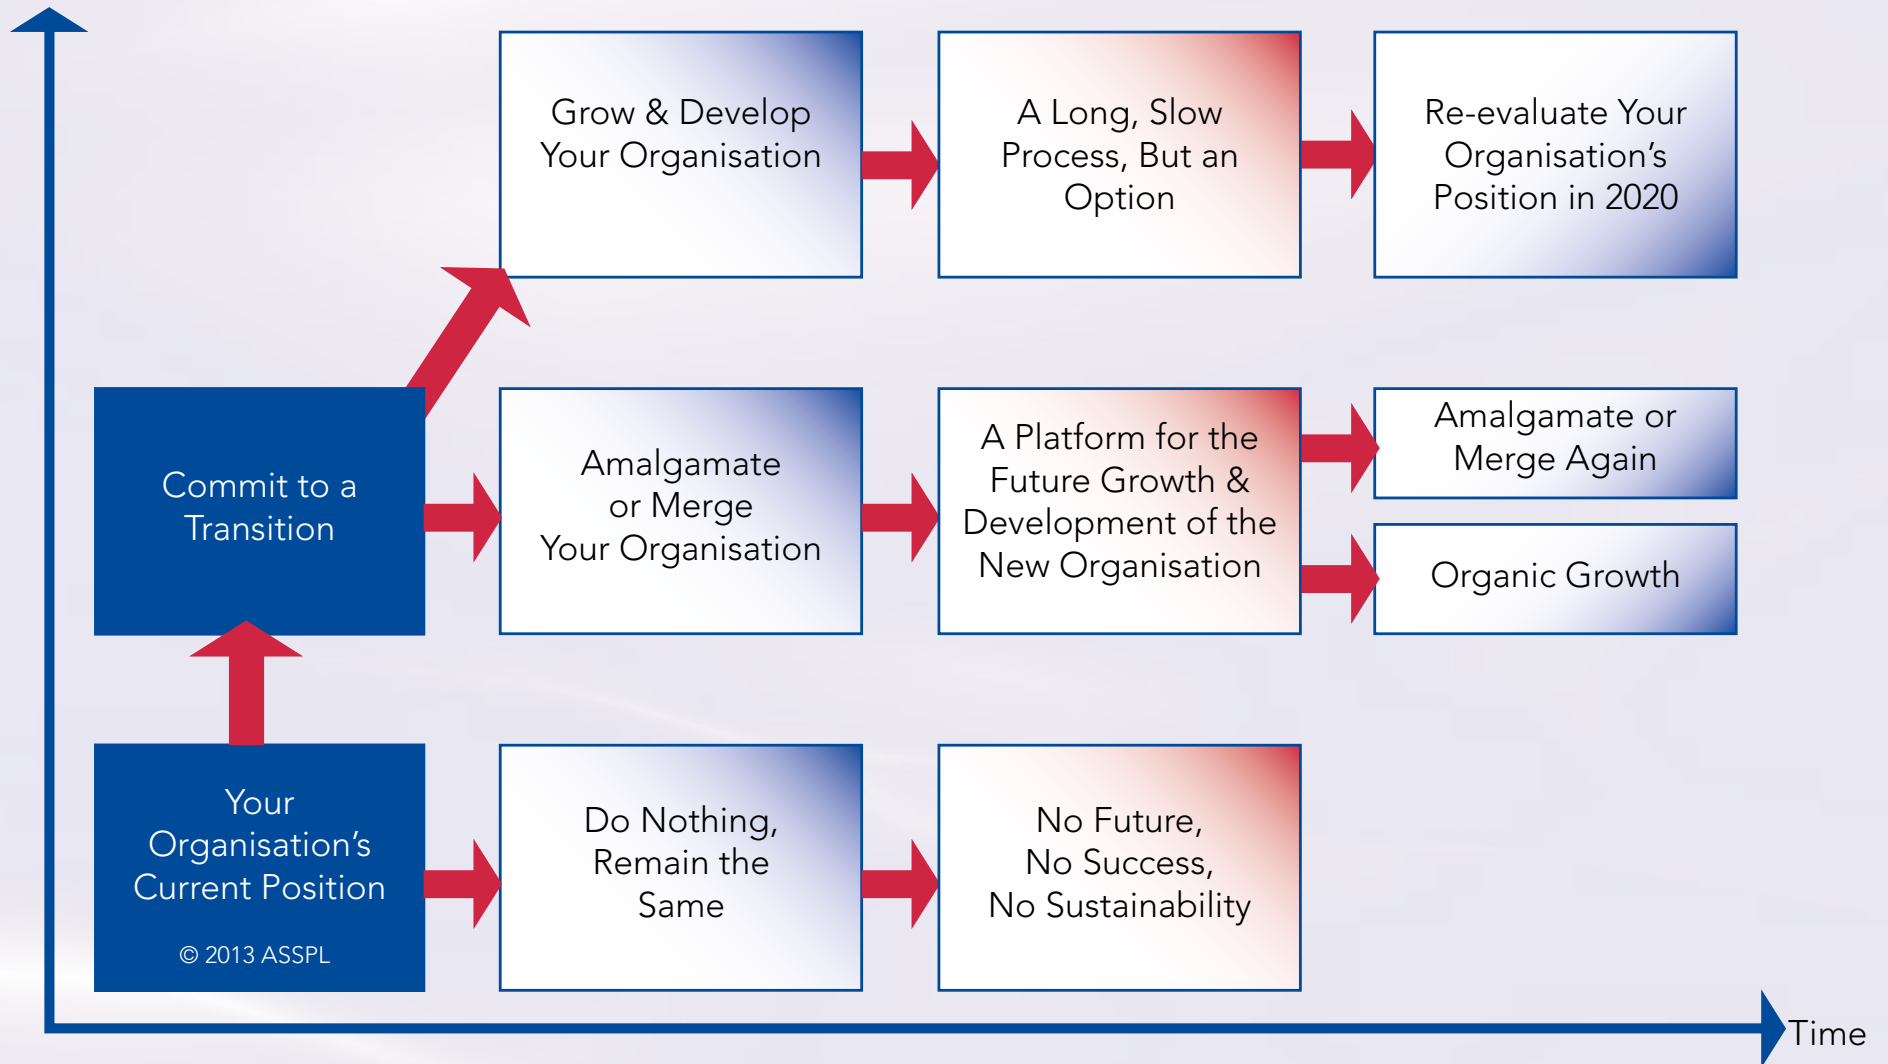 Grow & Develop
Your Organisation
A Long, Slow
Process, But an
Option
Re-evaluate Your
Organisation’s
Position in 2020
Commit to a
Transition
Amalgamate
or Merge
Your Organisation
A Platform for the
Future Growth &
Development of the
New Organisation
Amalgamate or
Merge Again
Organic Growth
Your
Organisation’s
Current Position
© 2013 ASSPL
Do Nothing,
Remain the
Same
No Future,
No Success,
No Sustainability
Time